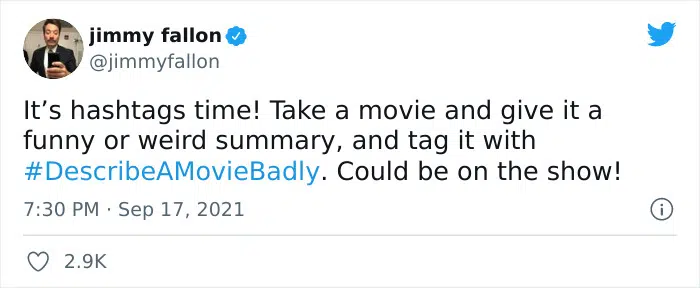 jimmy fallon
@jimmyfallon
It’s hashtags time! Take a movie and give it a
funny or weird summary, and tag it with
#DescribeAMovieBadly. Could be on the show!
7:30 PM · Sep 17, 2021
2.9K